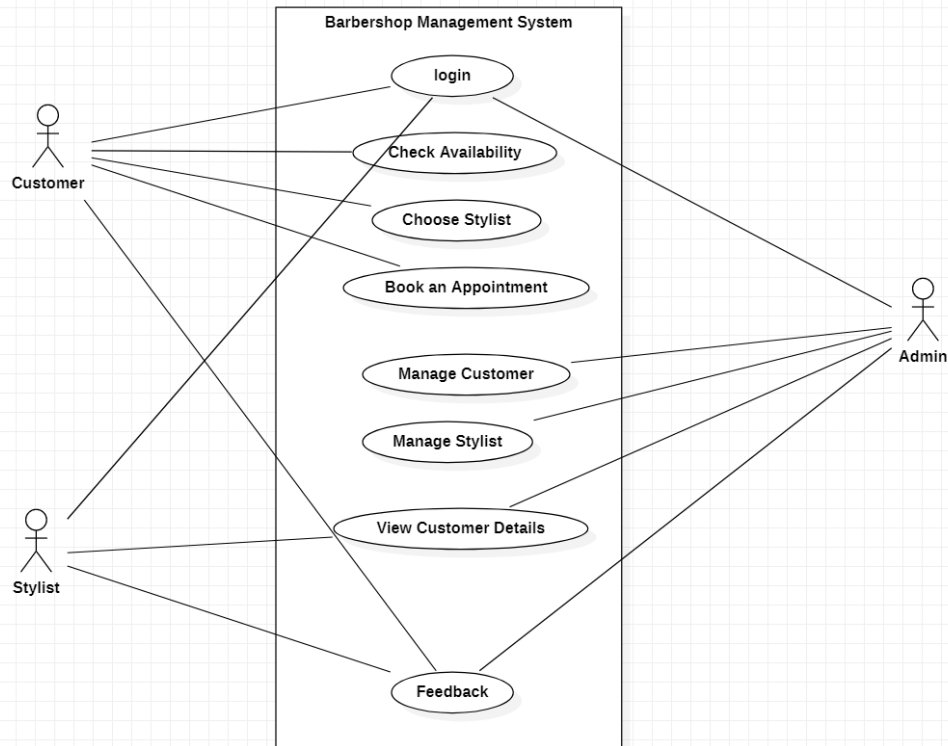 Barbershop Management System
login
Check Availability
Customer
Choose Stylist
Book an Appointment
Admin
Manage Customer
Manage Stylist
View Customer Details
Stylist
Feedback